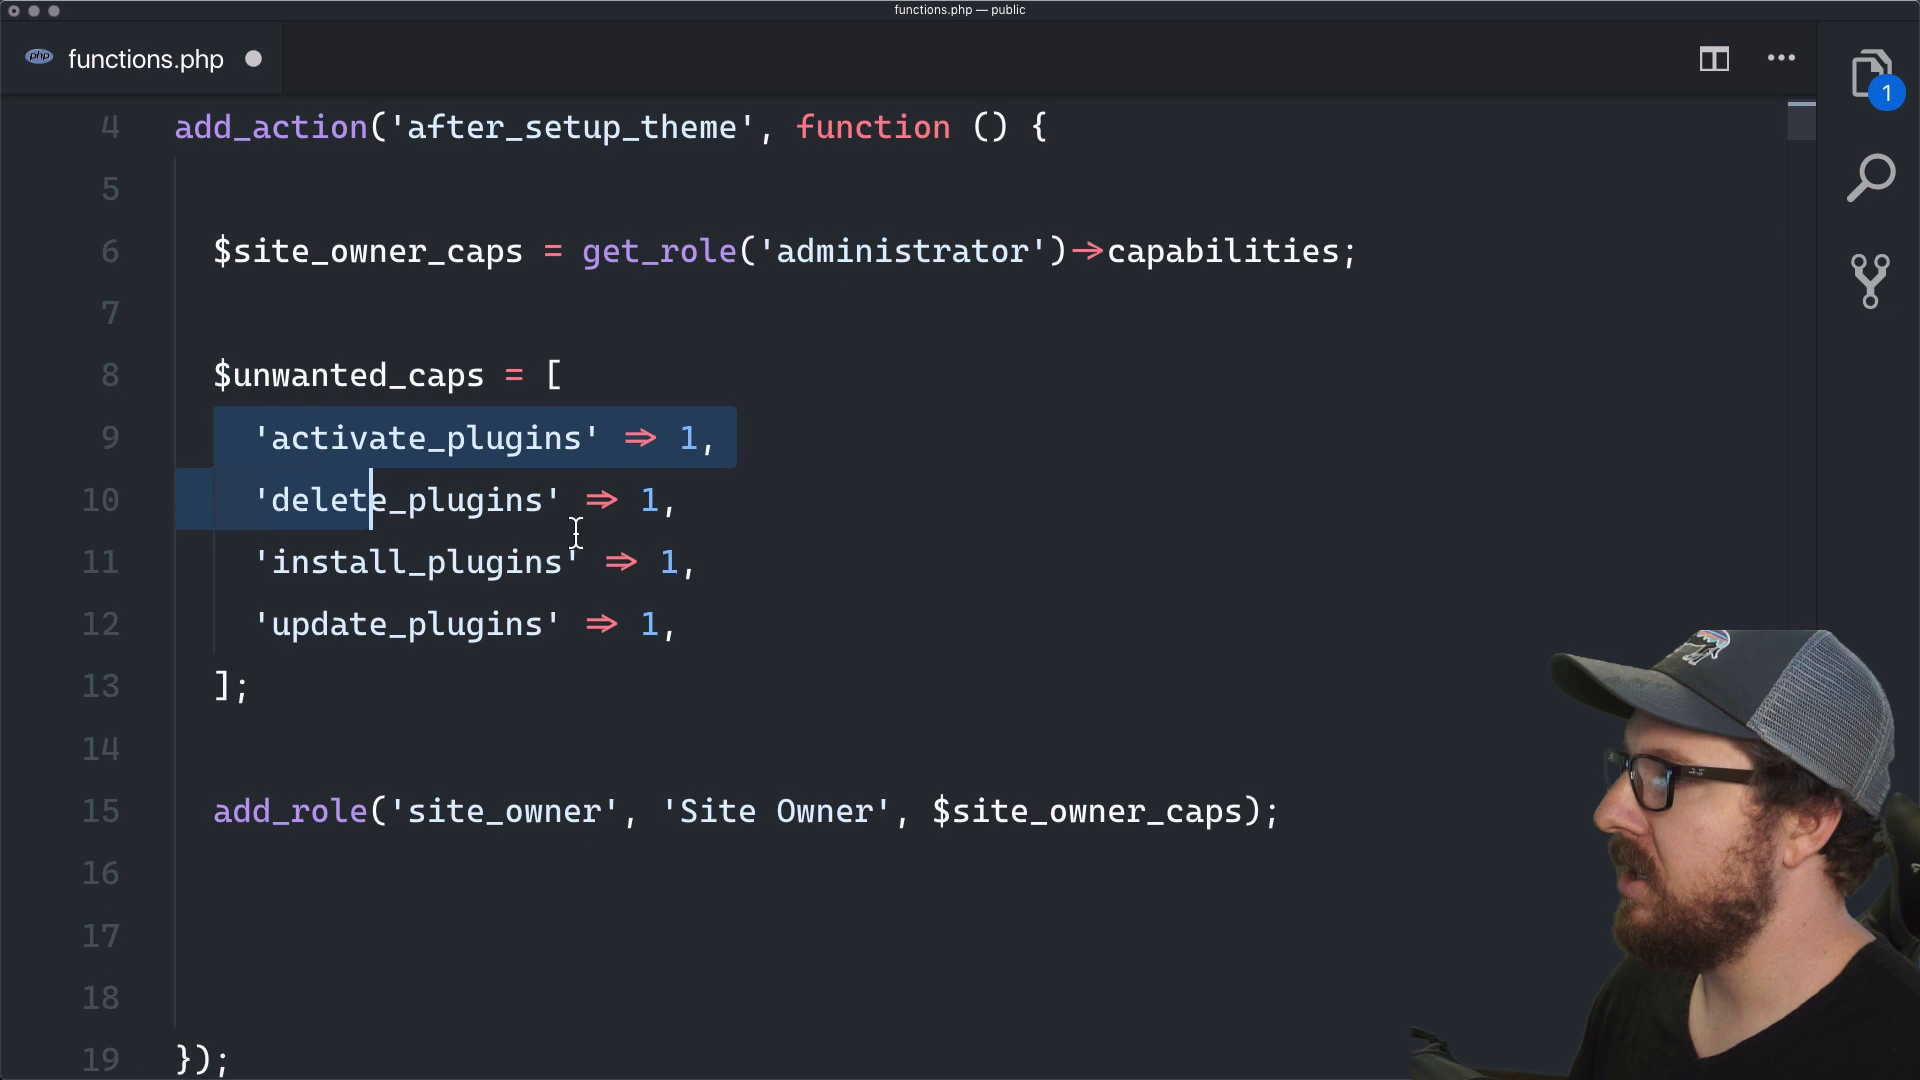 functions.php — public
php functions.php
1
4 add_action('after_setup_theme', function () {
5
6 $site_owner_caps = get_role('administrator')->capabilities;
7
8 $unwanted_caps = [
9 'activate_plugins' => 1,
10 'delete_plugins' => 1,
11 'install_plugins' => 1,
12 'update_plugins' => 1,
13 ];
14
15 add_role('site_owner', 'Site Owner', $site_owner_caps);
16
17
18
19 });